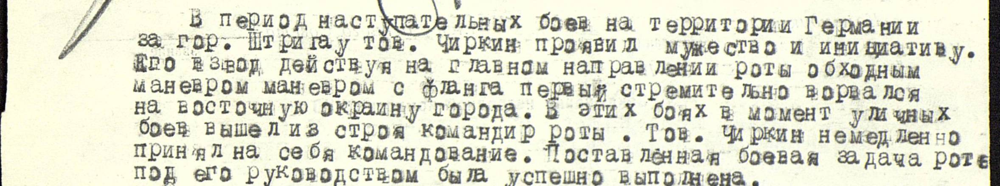 В период наступательных боев на территории Германии
за гор. Штригау тов. Чиркин проявил мужество и инициативу.
Его взвод действуя на главном направлении роты обходным
маневром маневром с фланга первый стремительно ворвался
на восточную окраину города. В этих боях в момент уличных
боев вышел из строя командир роты . Тов. Чиркин немедленно
принял на себя командование. Поставленная боевая задача роте
под его руководством была успешно выполнена.